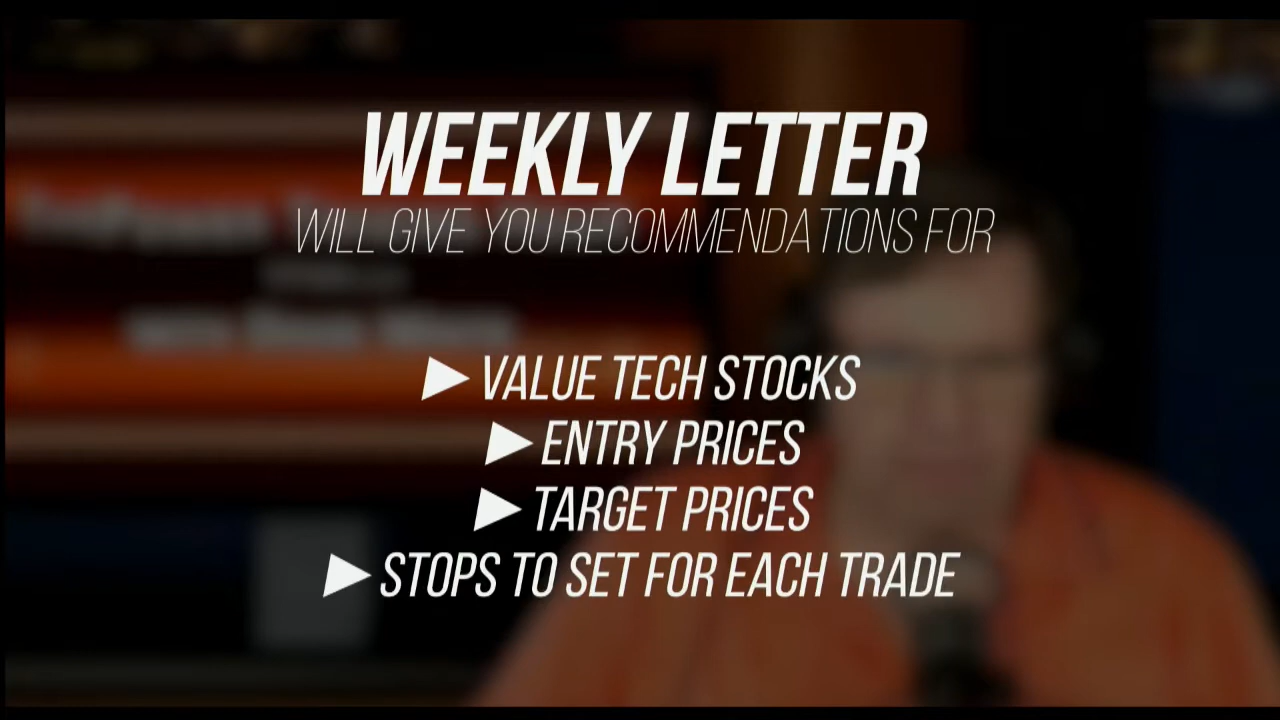 WEEKLY LETTER
WILL GIVE YOU RECOMMENDATIONS FOR
▶ VALUE TECH STOCKS
▶ ENTRY PRICES
▶ TARGET PRICES
▶ STOPS TO SET FOR EACH TRADE